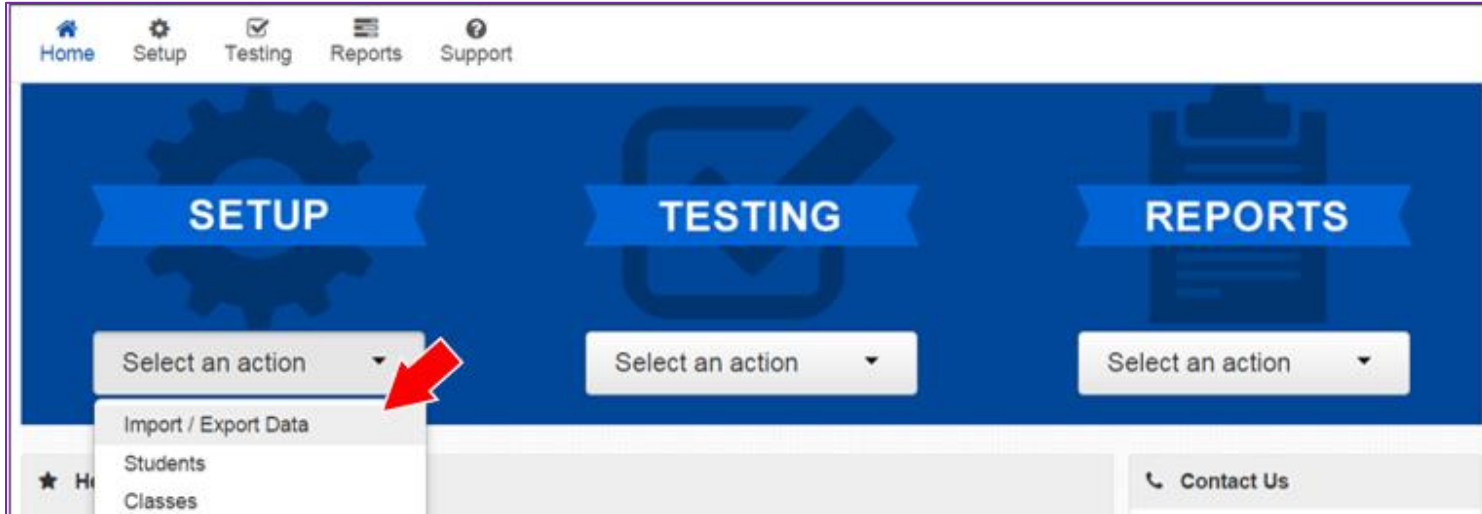 Home Setup Testing Reports Support
SETUP TESTING REPORTS
Select an action Select an action Select an action
Import / Export Data
Students
Classes
Contact Us